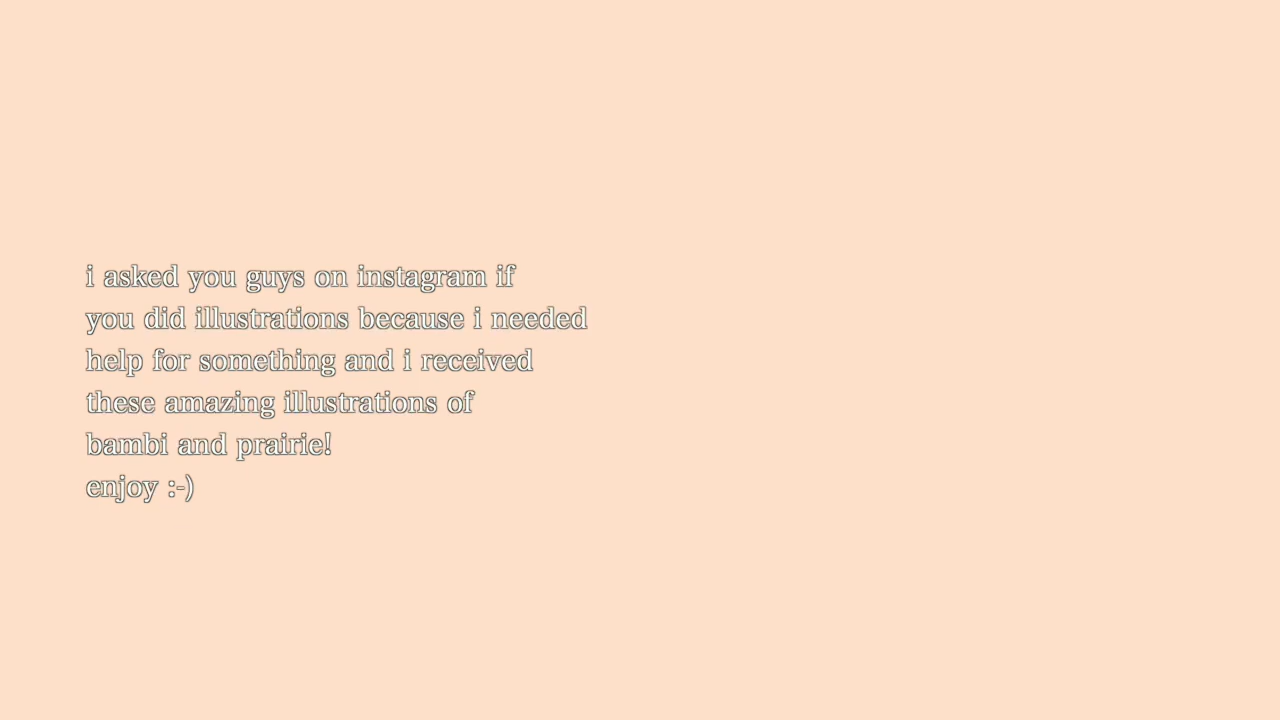 i asked you guys on instagram if
you did illustrations because i needed
help for something and i received
these amazing illustrations of
bambi and prairie!
enjoy :-)